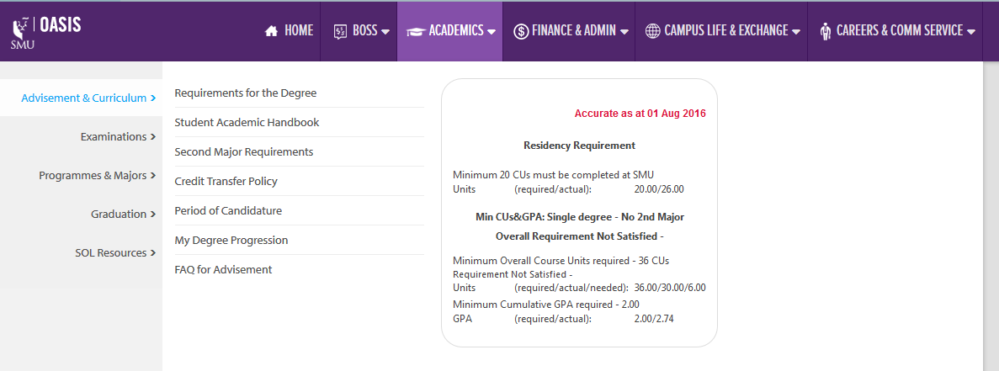 SMU
OASIS
HOME
BOSS
ACADEMICS
FINANCE & ADMIN
CAMPUS LIFE & EXCHANGE
CAREERS & COMM SERVICE
Advisement & Curriculum
Examinations
Programmes & Majors
Graduation
SOL Resources
Requirements for the Degree
Student Academic Handbook
Second Major Requirements
Credit Transfer Policy
Period of Candidature
My Degree Progression
FAQ for Advisement
Accurate as at 01 Aug 2016
Residency Requirement
Minimum 20 CUs must be completed at SMU
Units (required/actual): 20.00/26.00
Min CUs&GPA: Single degree - No 2nd Major
Overall Requirement Not Satisfied -
Minimum Overall Course Units required - 36 CUs
Requirement Not Satisfied -
Units (required/actual/needed): 36.00/30.00/6.00
Minimum Cumulative GPA required - 2.00
GPA (required/actual): 2.00/2.74